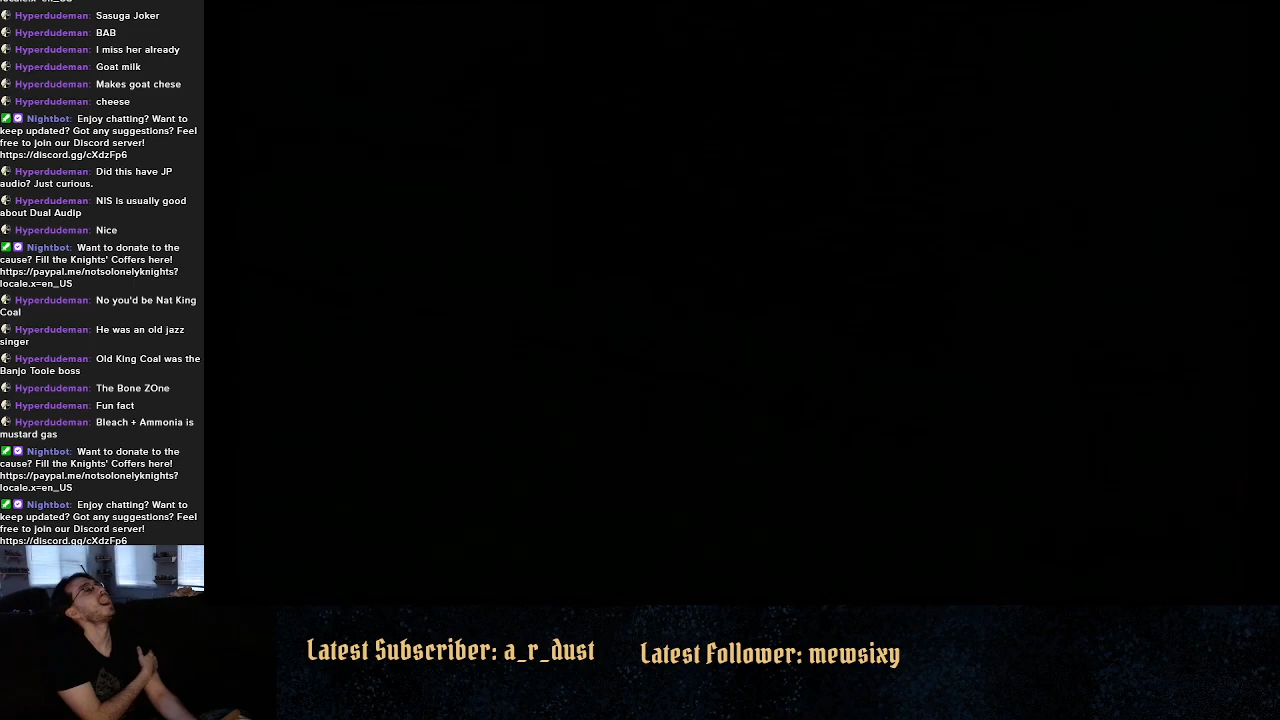 locale.x=en_US
Hyperdudeman: Sasuga Joker
Hyperdudeman: BAB
Hyperdudeman: I miss her already
Hyperdudeman: Goat milk
Hyperdudeman: Makes goat chese
Hyperdudeman: cheese
Nightbot: Enjoy chatting? Want to
keep updated? Got any suggestions? Feel
free to join our Discord server!
https://discord.gg/cXdzFp6
Hyperdudeman: Did this have JP
audio? Just curious.
Hyperdudeman: NIS is usually good
about Dual Audip
Hyperdudeman: Nice
Nightbot: Want to donate to the
cause? Fill the Knights' Coffers here!
https://paypal.me/notsolonelyknights?
locale.x=en_US
Hyperdudeman: No you'd be Nat King
Coal
Hyperdudeman: He was an old jazz
singer
Hyperdudeman: Old King Coal was the
Banjo Toole boss
Hyperdudeman: The Bone ZOne
Hyperdudeman: Fun fact
Hyperdudeman: Bleach + Ammonia is
mustard gas
Nightbot: Want to donate to the
cause? Fill the Knights' Coffers here!
https://paypal.me/notsolonelyknights?
locale.x=en_US
Nightbot: Enjoy chatting? Want to
keep updated? Got any suggestions? Feel
free to join our Discord server!
https://discord.gg/cXdzFp6
Latest Subscriber: a_r_dust
Latest Follower: mewsixy